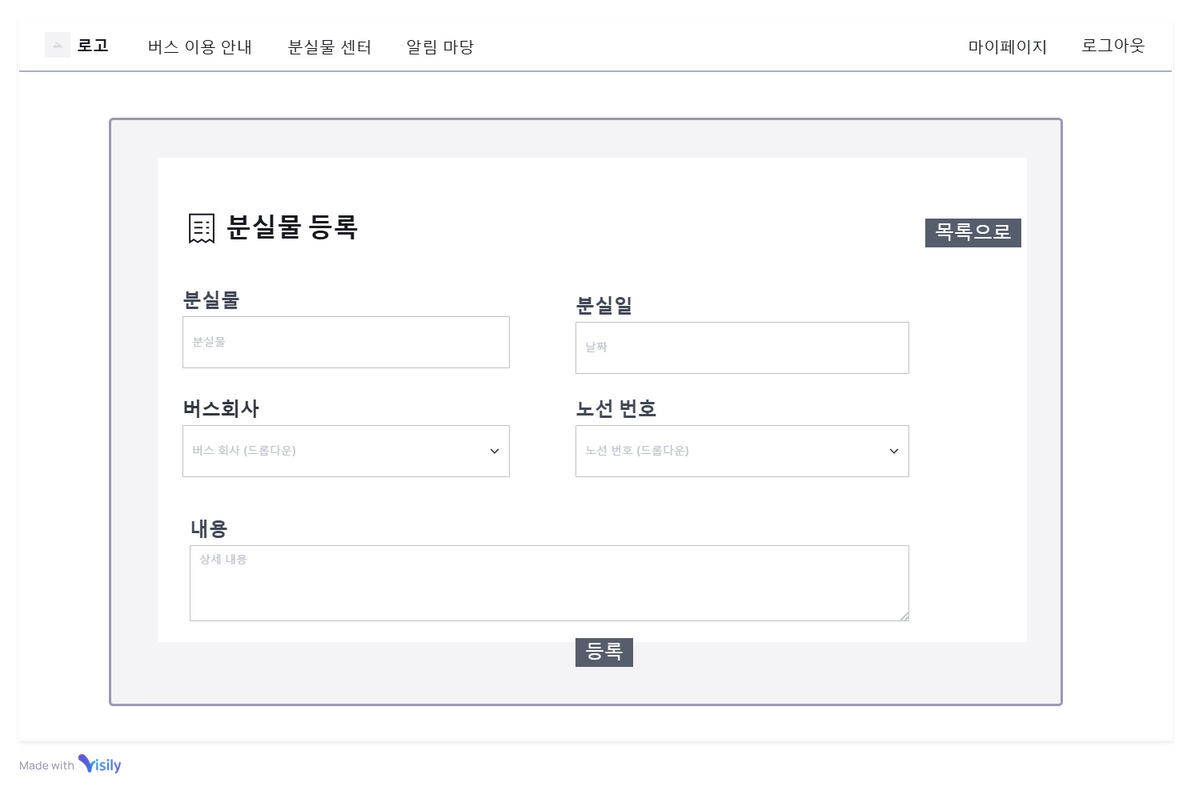 로고 버스 이용 안내 분실물 센터 알림 마당 마이페이지 로그아웃
분실물 등록
목록으로
분실물 분실일
분실물 날짜
버스회사 노선 번호
버스 회사 (드롭다운) 노선 번호 (드롭다운)
내용
상세 내용
등록
Made with Visily